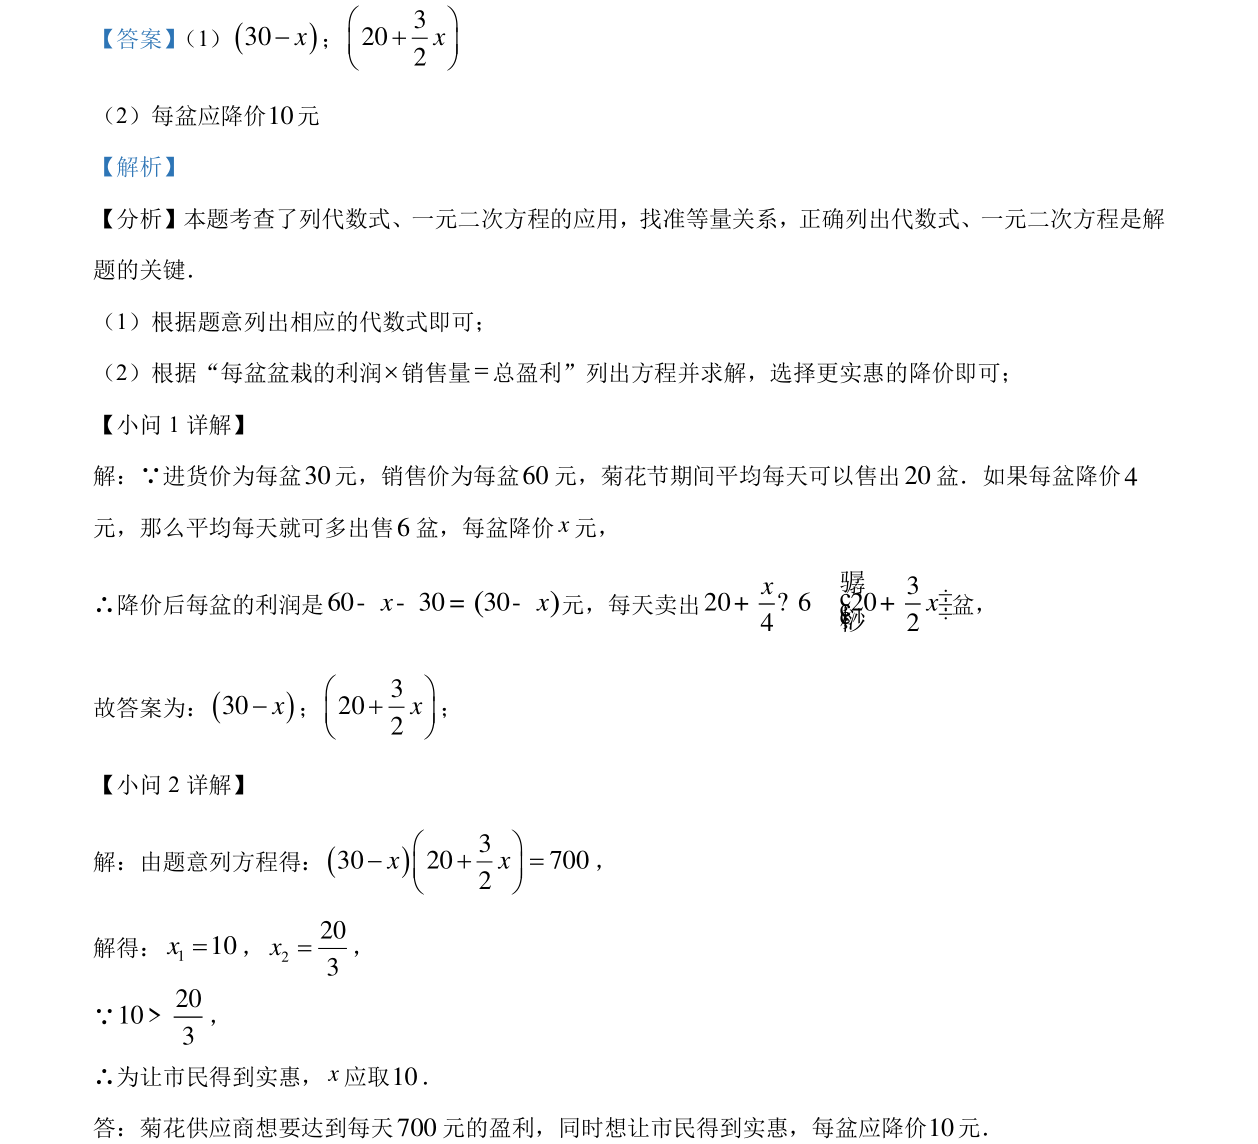 【答案】（1）(30−x)；(20+3/2x)
（2）每盆应降价10元
【解析】
【分析】本题考查了列代数式、一元二次方程的应用，找准等量关系，正确列出代数式、一元二次方程是解
题的关键．
（1）根据题意列出相应的代数式即可；
（2）根据“每盆盆栽的利润×销售量=总盈利”列出方程并求解，选择更实惠的降价即可；
【小问 1 详解】
解：∵进货价为每盆30元，销售价为每盆60 元，菊花节期间平均每天可以售出 20 盆．如果每盆降价4
元，那么平均每天就可多出售6 盆，每盆降价 x 元，
∴降价后每盆的利润是60- x- 30= (30- x)元，每天卖出20+ x/4? 6 20+ 3/2 x÷盆，
故答案为：(30−x)；(20+3/2x)；
【小问 2 详解】
解：由题意列方程得：(30−x)(20+3/2x)=700，
解得：x₁=10，x₂=20/3，
∵10> 20/3，
∴为让市民得到实惠，x 应取10．
答：菊花供应商想要达到每天700 元的盈利，同时想让市民得到实惠，每盆应降价10元．